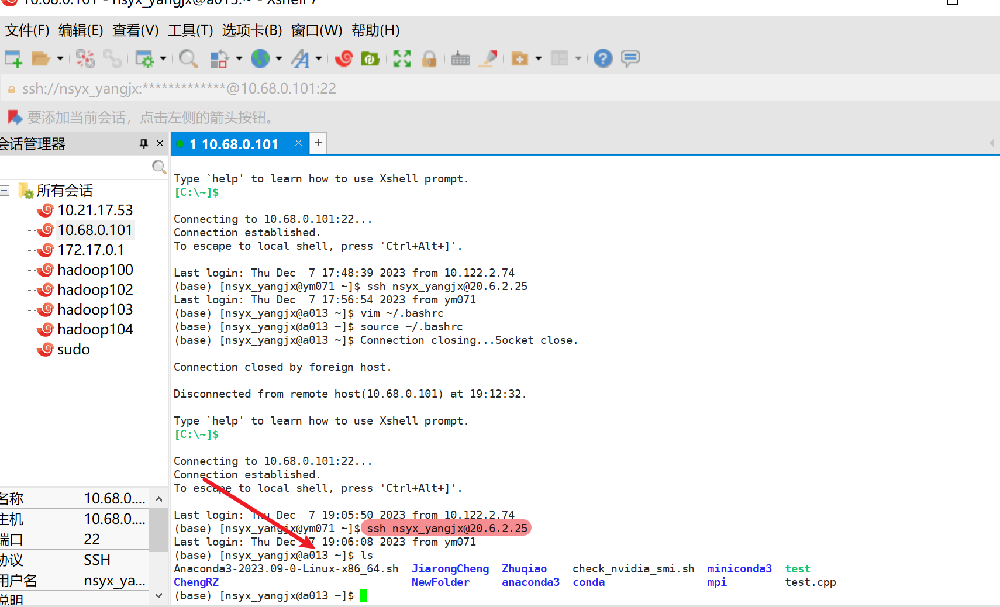 10.68.0.101 - nsyx_yangjx@a013:~ - Xshell 7
文件(F) 编辑(E) 查看(V) 工具(T) 选项卡(B) 窗口(W) 帮助(H)
ssh://nsyx_yangjx:*************@10.68.0.101:22
要添加当前会话，点击左侧的箭头按钮。
会话管理器
1 10.68.0.101
所有会话
10.21.17.53
10.68.0.101
172.17.0.1
hadoop100
hadoop102
hadoop103
hadoop104
sudo
名称 10.68.0....
主机 10.68.0....
端口 22
协议 SSH
用户名 nsyx_ya...
说明
Type `help' to learn how to use Xshell prompt.
[C:\~]$
Connecting to 10.68.0.101:22...
Connection established.
To escape to local shell, press 'Ctrl+Alt+]'.
Last login: Thu Dec  7 17:48:39 2023 from 10.122.2.74
(base) [nsyx_yangjx@ym071 ~]$ ssh nsyx_yangjx@20.6.2.25
Last login: Thu Dec  7 17:56:54 2023 from ym071
(base) [nsyx_yangjx@a013 ~]$ vim ~/.bashrc
(base) [nsyx_yangjx@a013 ~]$ source ~/.bashrc
(base) [nsyx_yangjx@a013 ~]$ Connection closing...Socket close.
Connection closed by foreign host.
Disconnected from remote host(10.68.0.101) at 19:12:32.
Type `help' to learn how to use Xshell prompt.
[C:\~]$
Connecting to 10.68.0.101:22...
Connection established.
To escape to local shell, press 'Ctrl+Alt+]'.
Last login: Thu Dec  7 19:05:50 2023 from 10.122.2.74
(base) [nsyx_yangjx@ym071 ~]$ ssh nsyx_yangjx@20.6.2.25
Last login: Thu Dec  7 19:06:08 2023 from ym071
(base) [nsyx_yangjx@a013 ~]$ ls
Anaconda3-2023.09-0-Linux-x86_64.sh  JiarongCheng  Zhuqiao    check_nvidia_smi.sh  miniconda3  test
ChengRZ                              NewFolder     anaconda3  conda                mpi         test.cpp
(base) [nsyx_yangjx@a013 ~]$